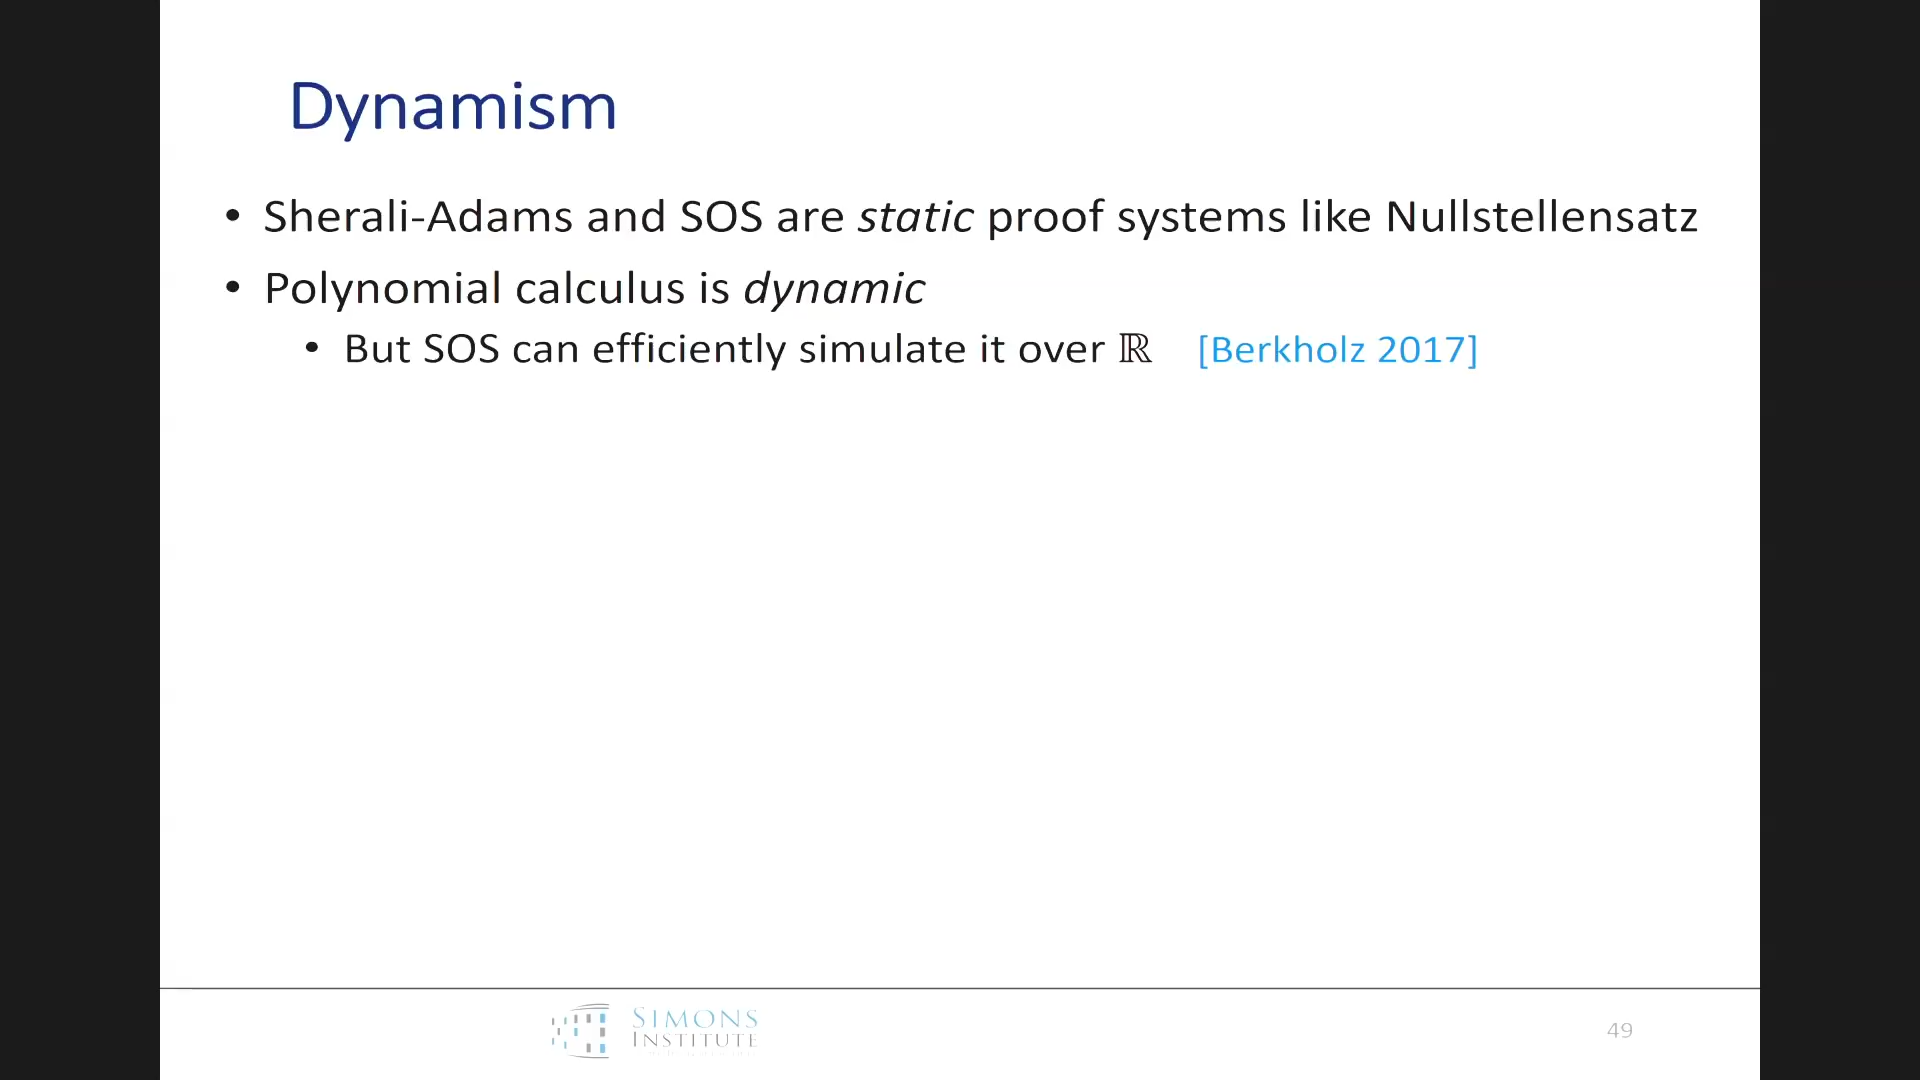 Dynamism
• Sherali-Adams and SOS are static proof systems like Nullstellensatz
• Polynomial calculus is dynamic
• But SOS can efficiently simulate it over ℝ [Berkholz 2017]
SIMONS
INSTITUTE
49